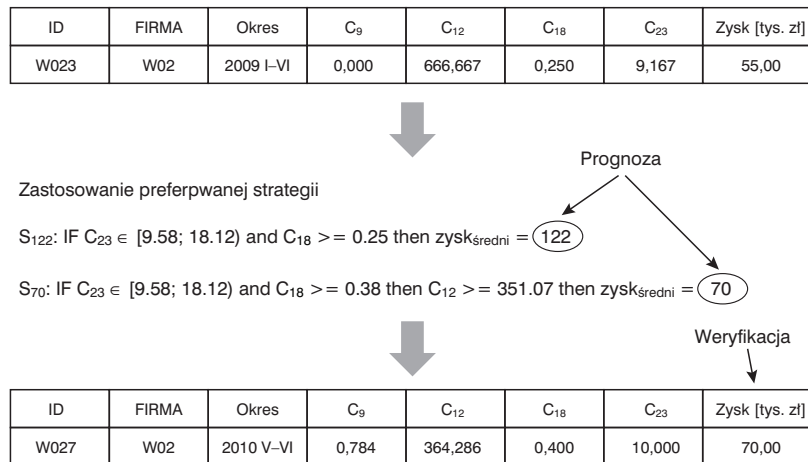 ID FIRMA Okres C₉ C₁₂ C₁₈ C₂₃ Zysk [tys. zł]
W023 W02 2009 I–VI 0,000 666,667 0,250 9,167 55,00
Prognoza
Zastosowanie preferpwanej strategii
S₁₂₂: IF C₂₃ ∈ [9.58; 18.12) and C₁₈ >= 0.25 then zysk_średni = 122
S₇₀: IF C₂₃ ∈ [9.58; 18.12) and C₁₈ >= 0.38 then C₁₂ >= 351.07 then zysk_średni = 70
Weryfikacja
ID FIRMA Okres C₉ C₁₂ C₁₈ C₂₃ Zysk [tys. zł]
W027 W02 2010 V–VI 0,784 364,286 0,400 10,000 70,00